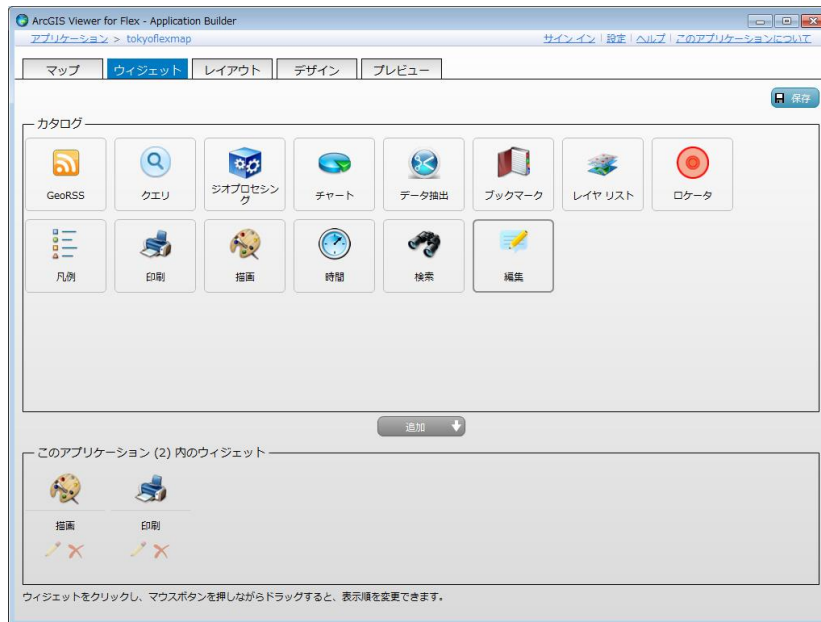 ArcGIS Viewer for Flex - Application Builder
アプリケーション > tokyoflexmap
サイン イン | 設定 | ヘルプ | このアプリケーションについて
マップ ウィジェット レイアウト デザイン プレビュー
保存
カタログ
GeoRSS クエリ ジオプロセシング チャート データ抽出 ブックマーク レイヤ リスト ロケータ
凡例 印刷 描画 時間 検索 編集
追加
このアプリケーション (2) 内のウィジェット
描画 印刷
ウィジェットをクリックし、マウスボタンを押しながらドラッグすると、表示順を変更できます。